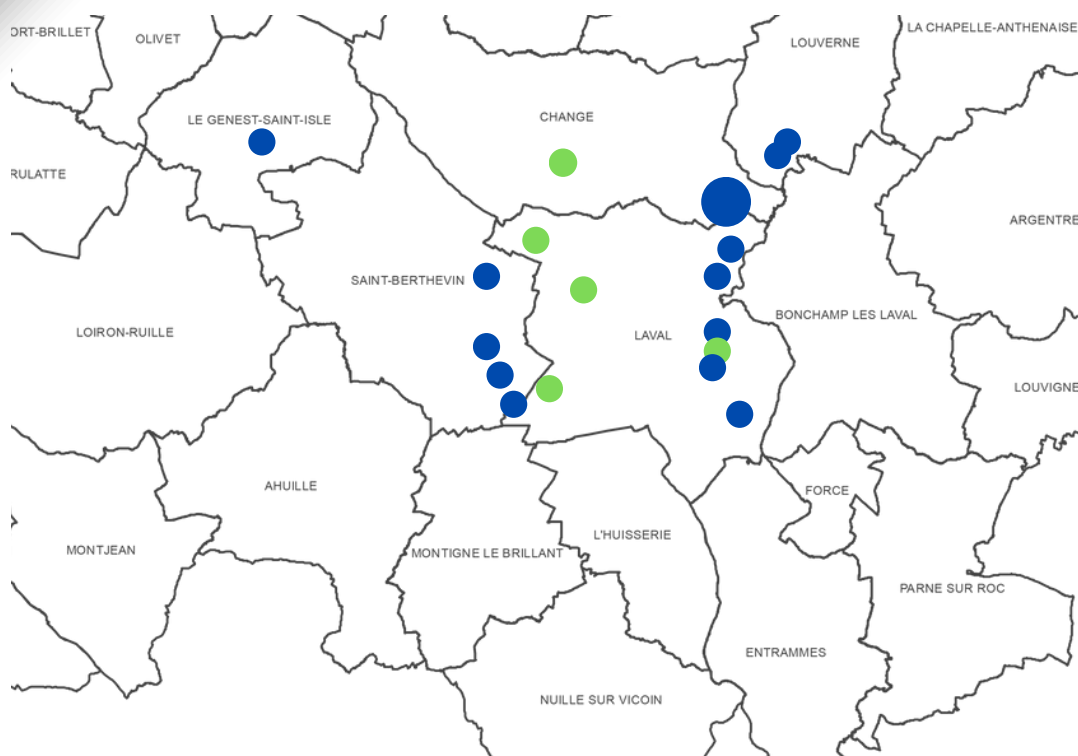 ORT-BRILLET
OLIVET
LOUVERNE
LA CHAPELLE-ANTHENAISE
LE GENEST-SAINT-ISLE
CHANGE
RULATTE
ARGENTRE
SAINT-BERTHEVIN
BONCHAMP LES LAVAL
LOIRON-RUILLE
LAVAL
LOUVIGNE
AHUILLE
FORCE
MONTJEAN
MONTIGNE LE BRILLANT
L'HUISSERIE
PARNE SUR ROC
ENTRAMMES
NUILLE SUR VICOIN